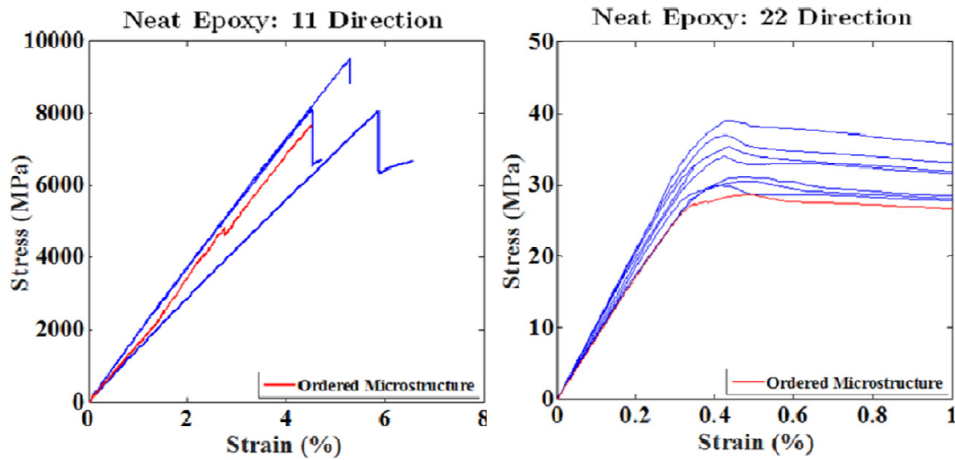 Neat Epoxy: 11 Direction
10000
8000
6000
4000
2000
0
Stress (MPa)
0 2 4 6 8
Strain (%)
Ordered Microstructure
Neat Epoxy: 22 Direction
50
40
30
20
10
0
Stress (MPa)
0 0.2 0.4 0.6 0.8 1
Strain (%)
Ordered Microstructure